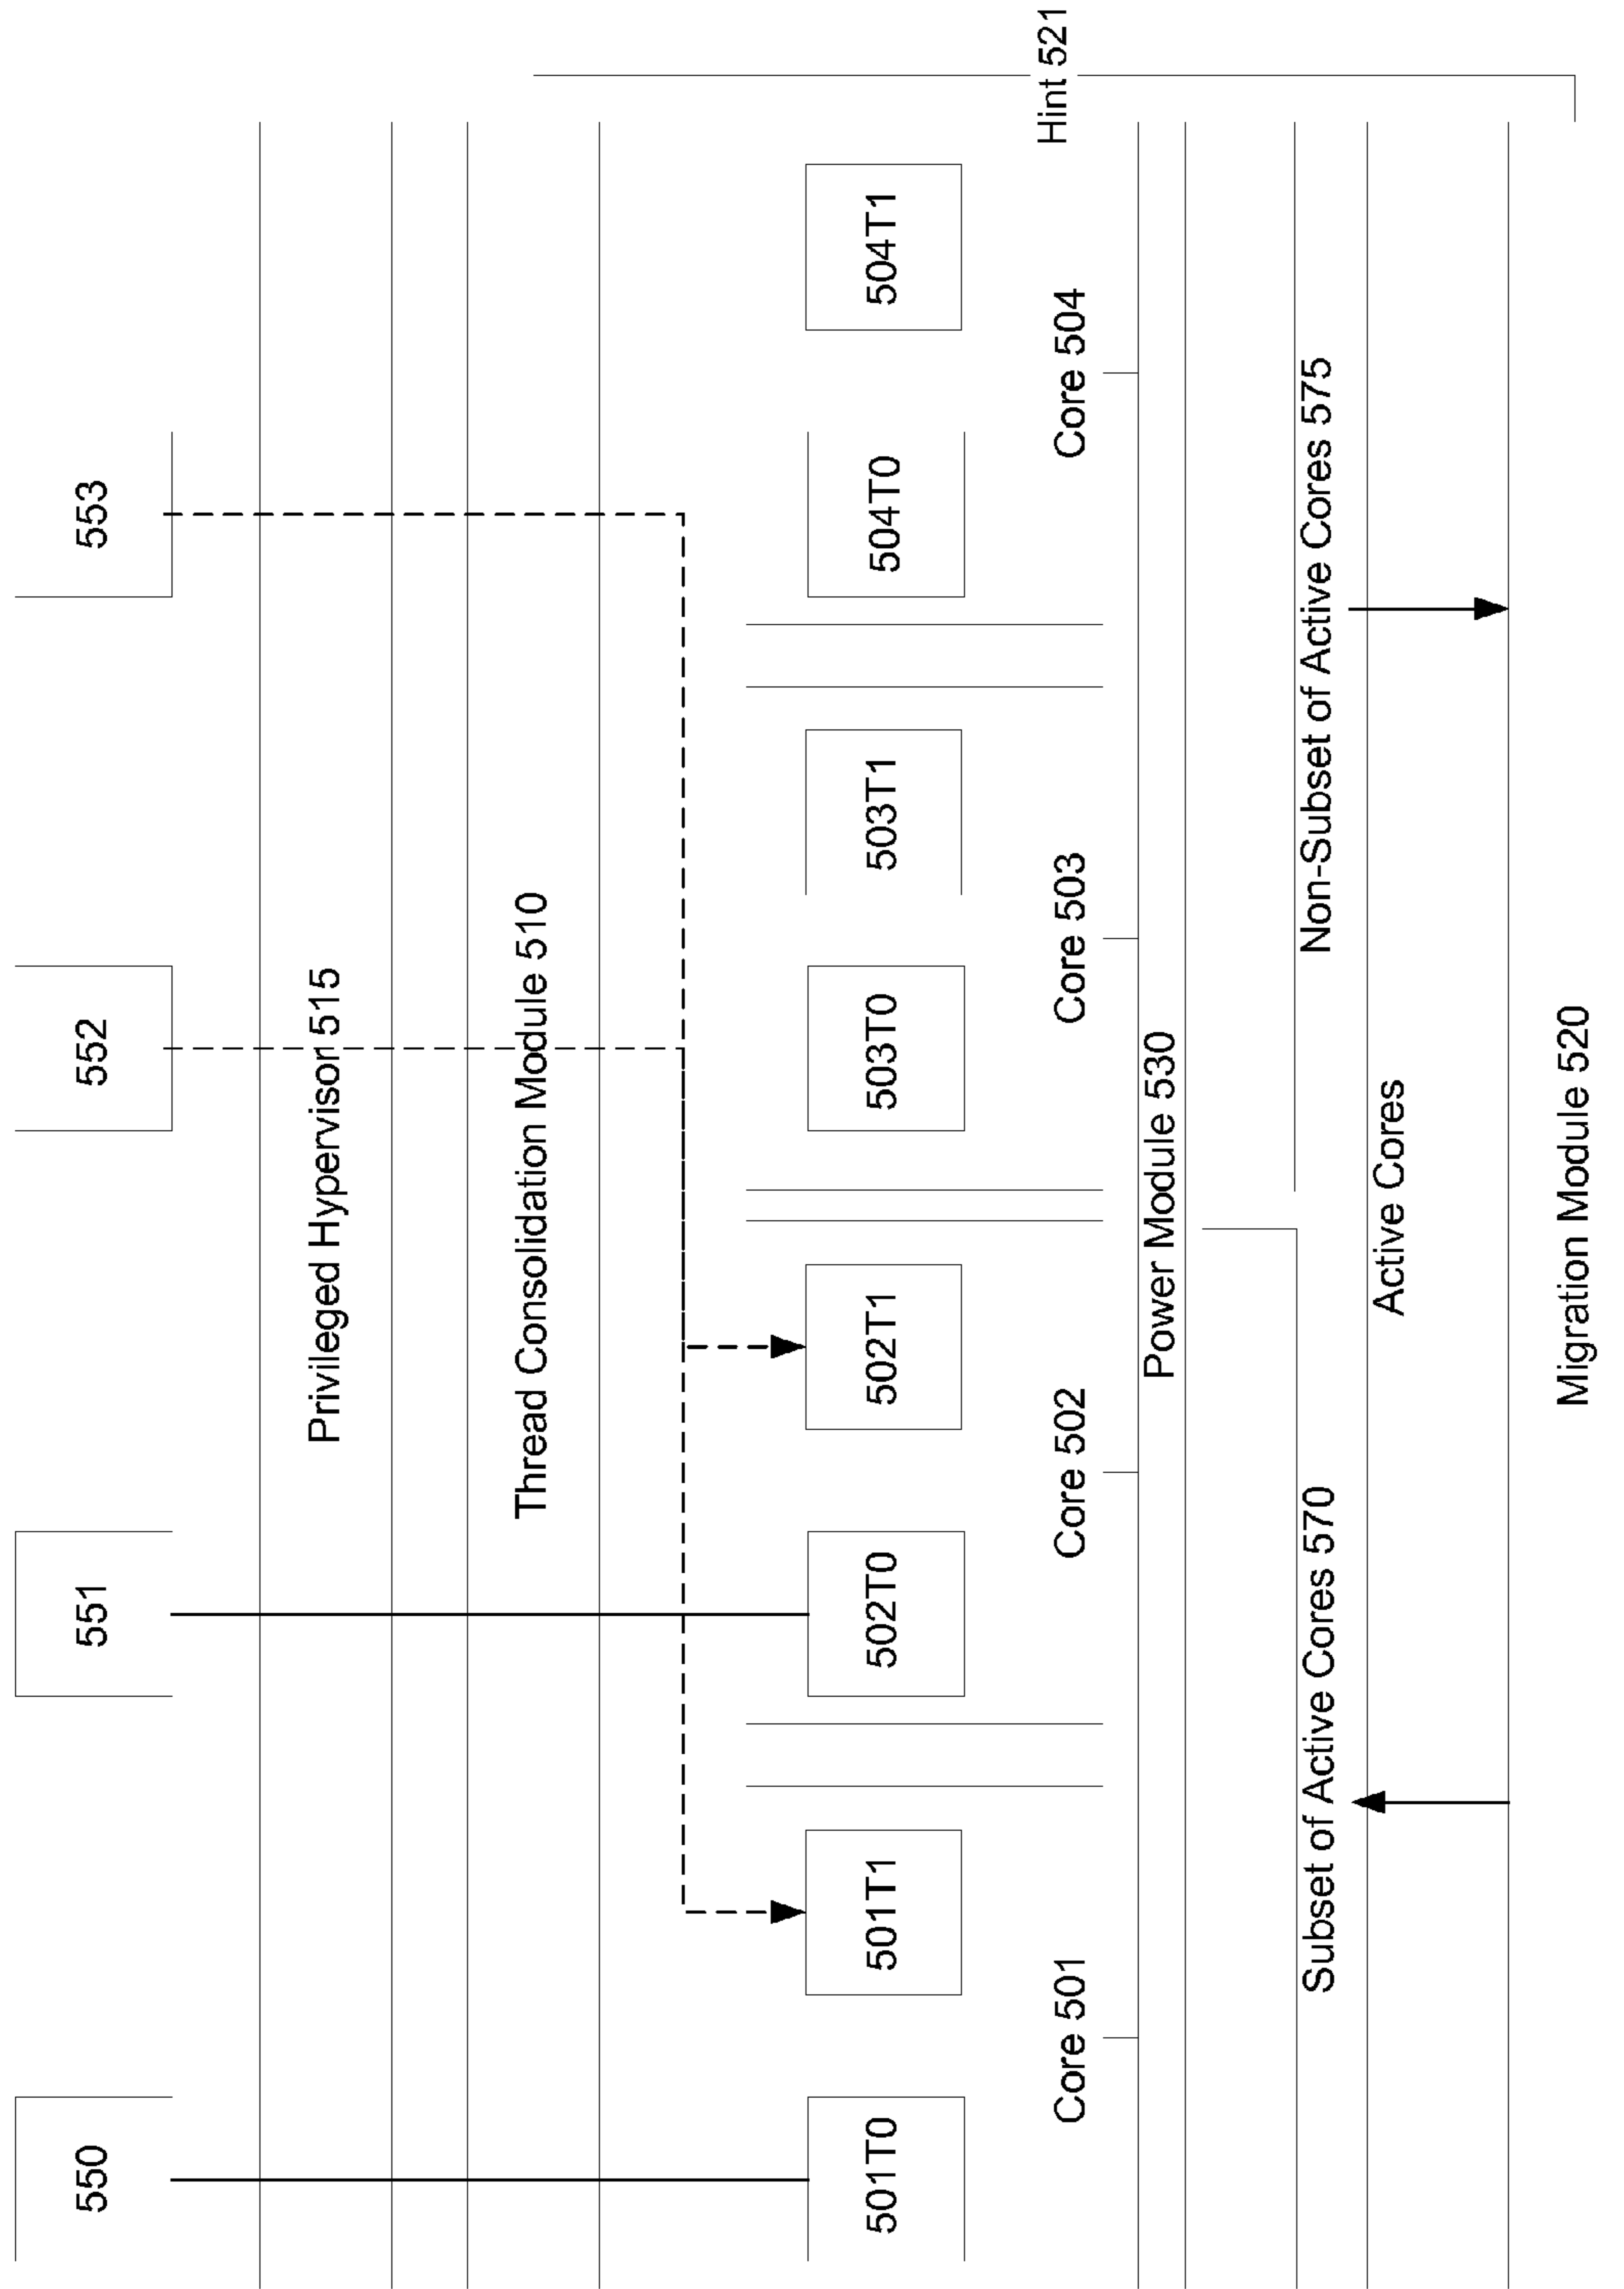 550
551
552
553
Privileged Hypervisor 515
Thread Consolidation Module 510
501T0
501T1
502T0
502T1
503T0
503T1
504T0
504T1
Core 501
Core 502
Core 503
Core 504
Hint 521
Power Module 530
Subset of Active Cores 570
Non-Subset of Active Cores 575
Active Cores
Migration Module 520